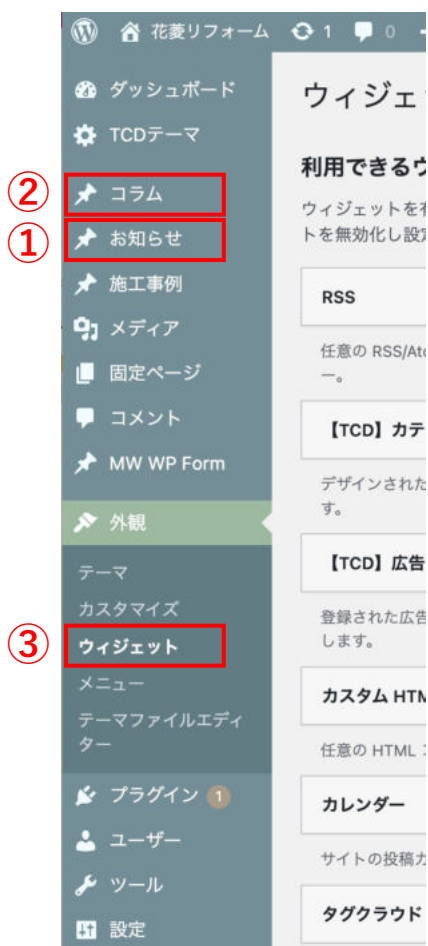 花菱リフォーム 1 0
ダッシュボード
TCDテーマ
② コラム
① お知らせ
施工事例
メディア
固定ページ
コメント
MW WP Form
外観
テーマ
カスタマイズ
③ ウィジェット
メニュー
テーマファイルエディ
ター
プラグイン 1
ユーザー
ツール
設定
ウィジェ
利用できるウ
ウィジェットを有
トを無効化し設定
RSS
任意の RSS/Ato
ー。
【TCD】カテ
デザインされた
す。
【TCD】広告
登録された広告
します。
カスタム HTM
任意の HTML
カレンダー
サイトの投稿カ
タグクラウド